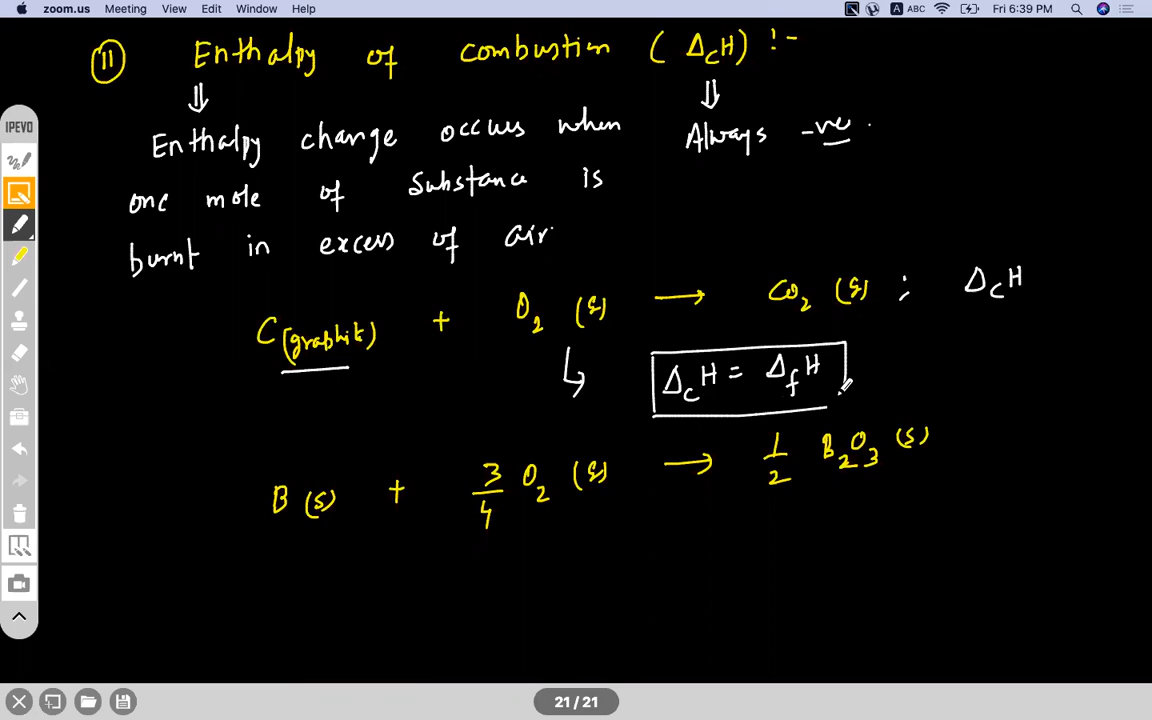 zoom.us Meeting View Edit Window Help ABC Fri 6:39 PM
(11) Enthalpy of combustion (ΔcH) :-
⇓ ⇓
Enthalpy change occurs when Always -ve .
one mole of substance is
burnt in excess of air
C(graphite) + O₂ (g) → CO₂ (g) ; ΔcH
IPEVO
ΔcH = ΔfH
B (s) + 3/4 O₂ (g) → 1/2 B₂O₃ (s)
21 / 21